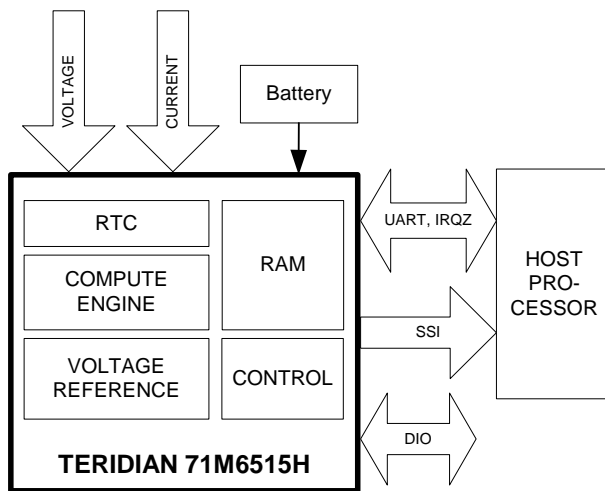 VOLTAGE
CURRENT
Battery
RTC
COMPUTE
ENGINE
VOLTAGE
REFERENCE
RAM
CONTROL
TERIDIAN 71M6515H
UART, IRQZ
SSI
DIO
HOST
PRO-
CESSOR